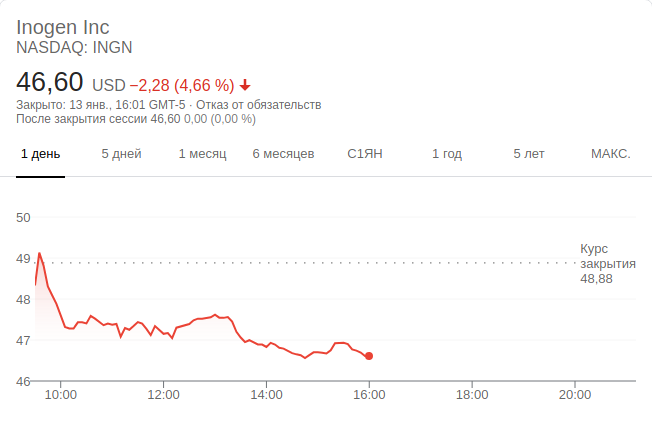 Inogen Inc
NASDAQ: INGN
46,60 USD −2,28 (4,66 %)
Закрыто: 13 янв., 16:01 GMT-5 · Отказ от обязательств
После закрытия сессии 46,60 0,00 (0,00 %)
1 день 5 дней 1 месяц 6 месяцев С1ЯН 1 год 5 лет МАКС.
50
49
48
47
46
Курс
закрытия
48,88
10:00 12:00 14:00 16:00 18:00 20:00